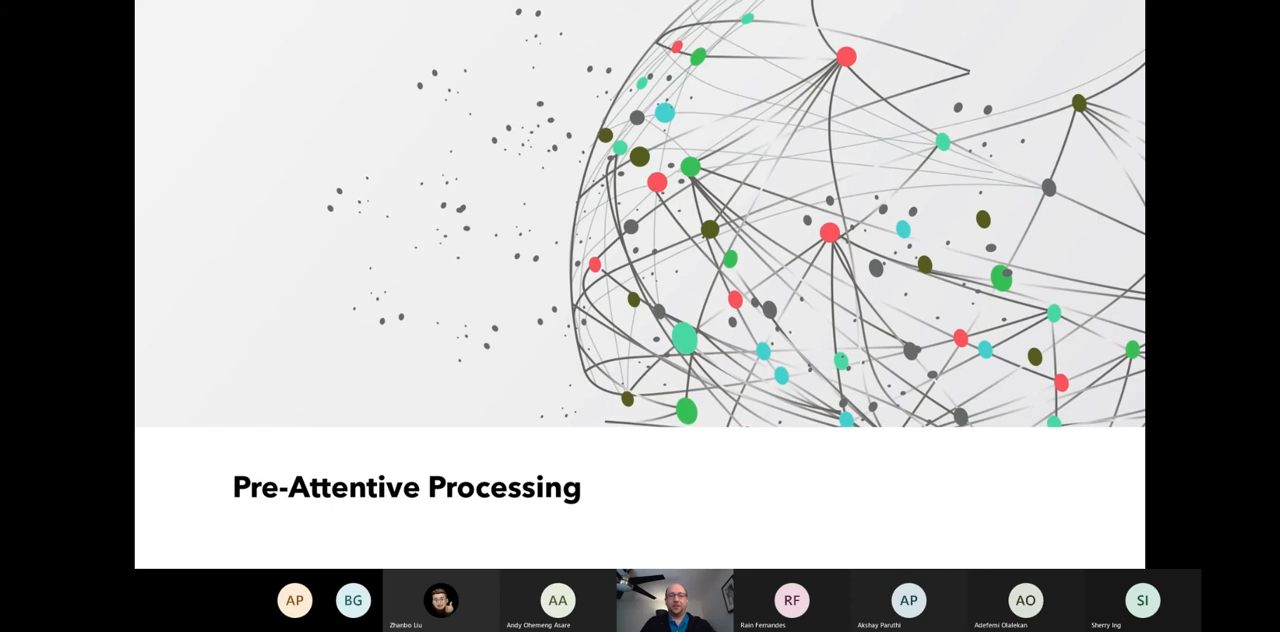 Pre-Attentive Processing
AP
BG
Zhanbo Liu
AA
Andy Ohemeng Asare
RF
Rain Fernandes
AP
Akshay Paruthi
AO
Adefemi Olalekan
SI
Sherry Ing